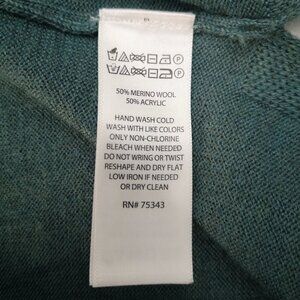 50% MERINO WOOL
50% ACRYLIC
HAND WASH COLD
WASH WITH LIKE COLORS
ONLY NON-CHLORINE
BLEACH WHEN NEEDED
DO NOT WRING OR TWIST
RESHAPE AND DRY FLAT
LOW IRON IF NEEDED
OR DRY CLEAN
RN# 75343